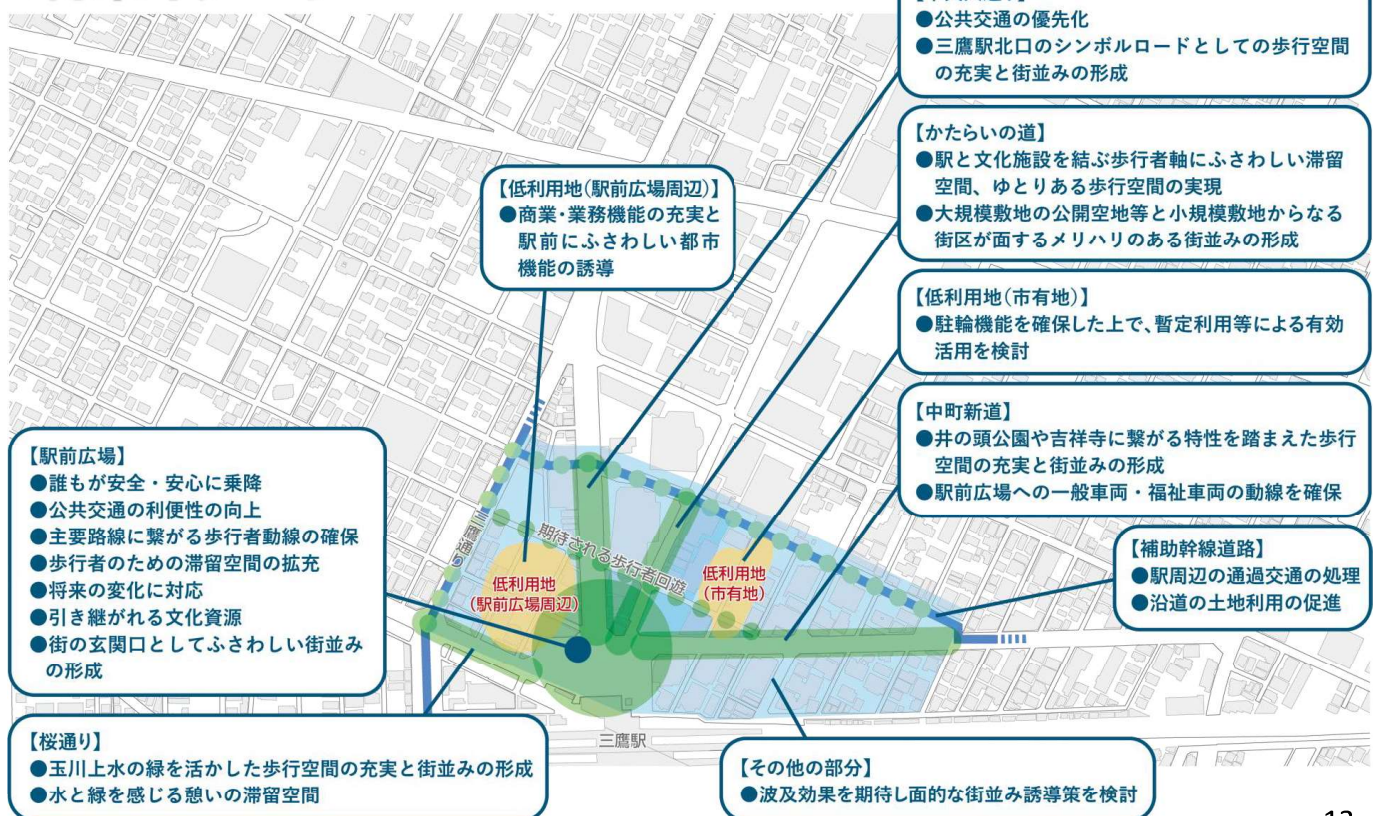 ●公共交通の優先化
●三鷹駅北口のシンボルロードとしての歩行空間
の充実と街並みの形成
【かたらいの道】
●駅と文化施設を結ぶ歩行者軸にふさわしい滞留
空間、ゆとりある歩行空間の実現
●大規模敷地の公開空地等と小規模敷地からなる
街区が面するメリハリのある街並みの形成
【低利用地(駅前広場周辺)】
●商業・業務機能の充実と
駅前にふさわしい都市
機能の誘導
【低利用地(市有地)】
●駐輪機能を確保した上で、暫定利用等による有効
活用を検討
【中町新道】
●井の頭公園や吉祥寺に繋がる特性を踏まえた歩行
空間の充実と街並みの形成
●駅前広場への一般車両・福祉車両の動線を確保
【駅前広場】
●誰もが安全・安心に乗降
●公共交通の利便性の向上
●主要路線に繋がる歩行者動線の確保
●歩行者のための滞留空間の拡充
●将来の変化に対応
●引き継がれる文化資源
●街の玄関口としてふさわしい街並み
の形成
三鷹通り
期待される歩行者回遊
低利用地
(駅前広場周辺)
低利用地
(市有地)
【補助幹線道路】
●駅周辺の通過交通の処理
●沿道の土地利用の促進
三鷹駅
【桜通り】
●玉川上水の緑を活かした歩行空間の充実と街並みの形成
●水と緑を感じる憩いの滞留空間
【その他の部分】
●波及効果を期待し面的な街並み誘導策を検討